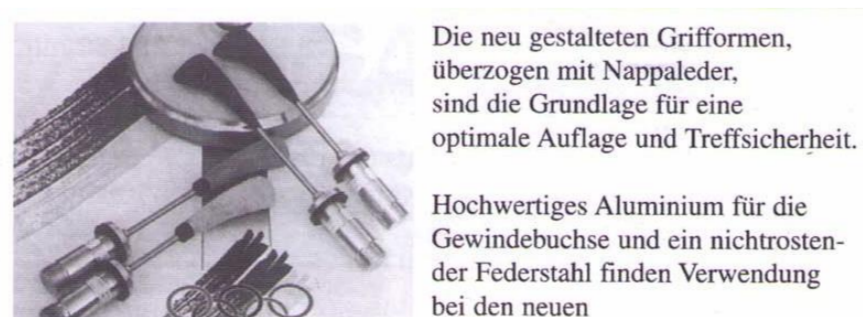 Die neu gestalteten Grifformen,
überzogen mit Nappaleder,
sind die Grundlage für eine
optimale Auflage und Treffsicherheit.
Hochwertiges Aluminium für die
Gewindebuchse und ein nichtrosten-
der Federstahl finden Verwendung
bei den neuen